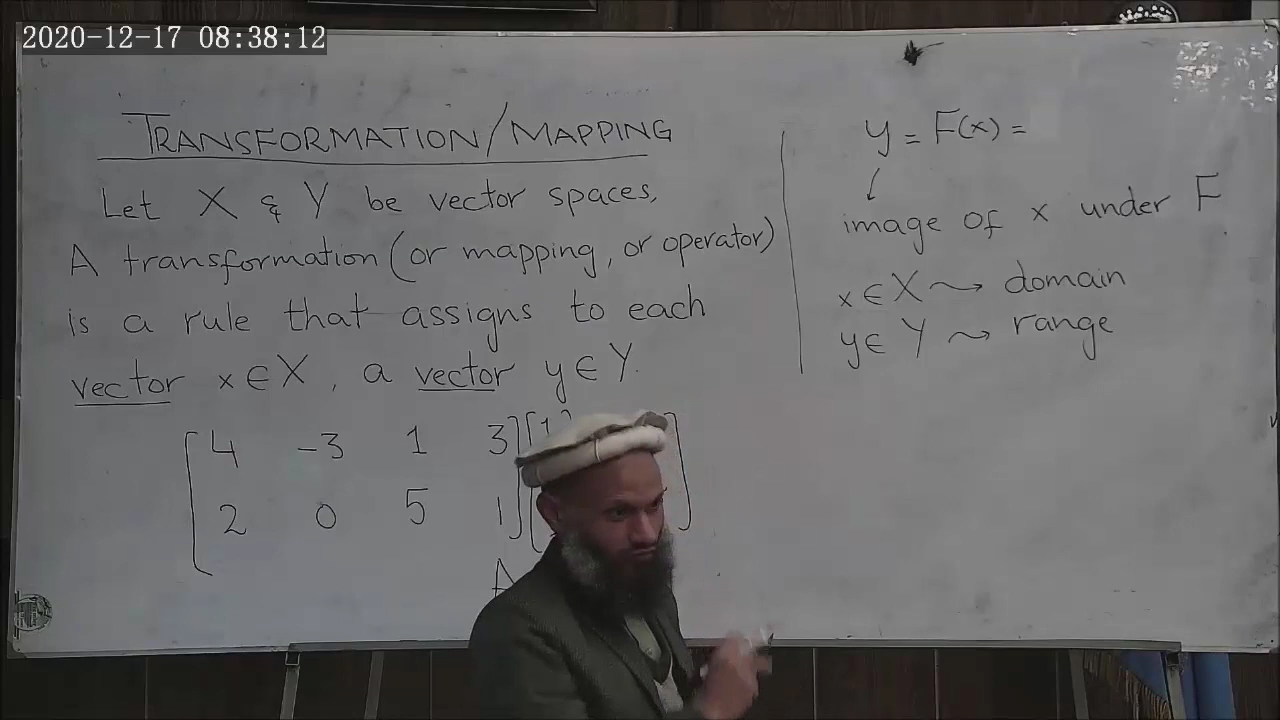 2020-12-17 08:38:12
TRANSFORMATION/MAPPING
Let X & Y be vector spaces,
A transformation (or mapping, or operator)
is a rule that assigns to each
vector x ∈ X, a vector y ∈ Y.
[4 -3 1 3][1
2 0 5 1]
A
y = F(x) =
↓
image of x under F
x ∈ X ⤳ domain
y ∈ Y ⤳ range